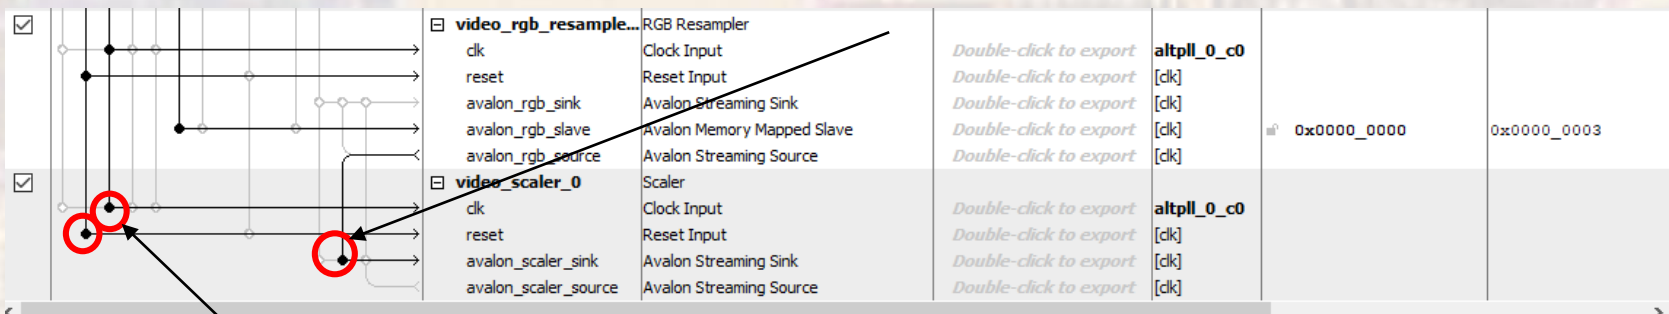 video_rgb_resample... RGB Resampler
clk Clock Input Double-click to export altpll_0_c0
reset Reset Input Double-click to export [clk]
avalon_rgb_sink Avalon Streaming Sink Double-click to export [clk]
avalon_rgb_slave Avalon Memory Mapped Slave Double-click to export [clk] 0x0000_0000 0x0000_0003
avalon_rgb_source Avalon Streaming Source Double-click to export [clk]
video_scaler_0 Scaler
clk Clock Input Double-click to export altpll_0_c0
reset Reset Input Double-click to export [clk]
avalon_scaler_sink Avalon Streaming Sink Double-click to export [clk]
avalon_scaler_source Avalon Streaming Source Double-click to export [clk]